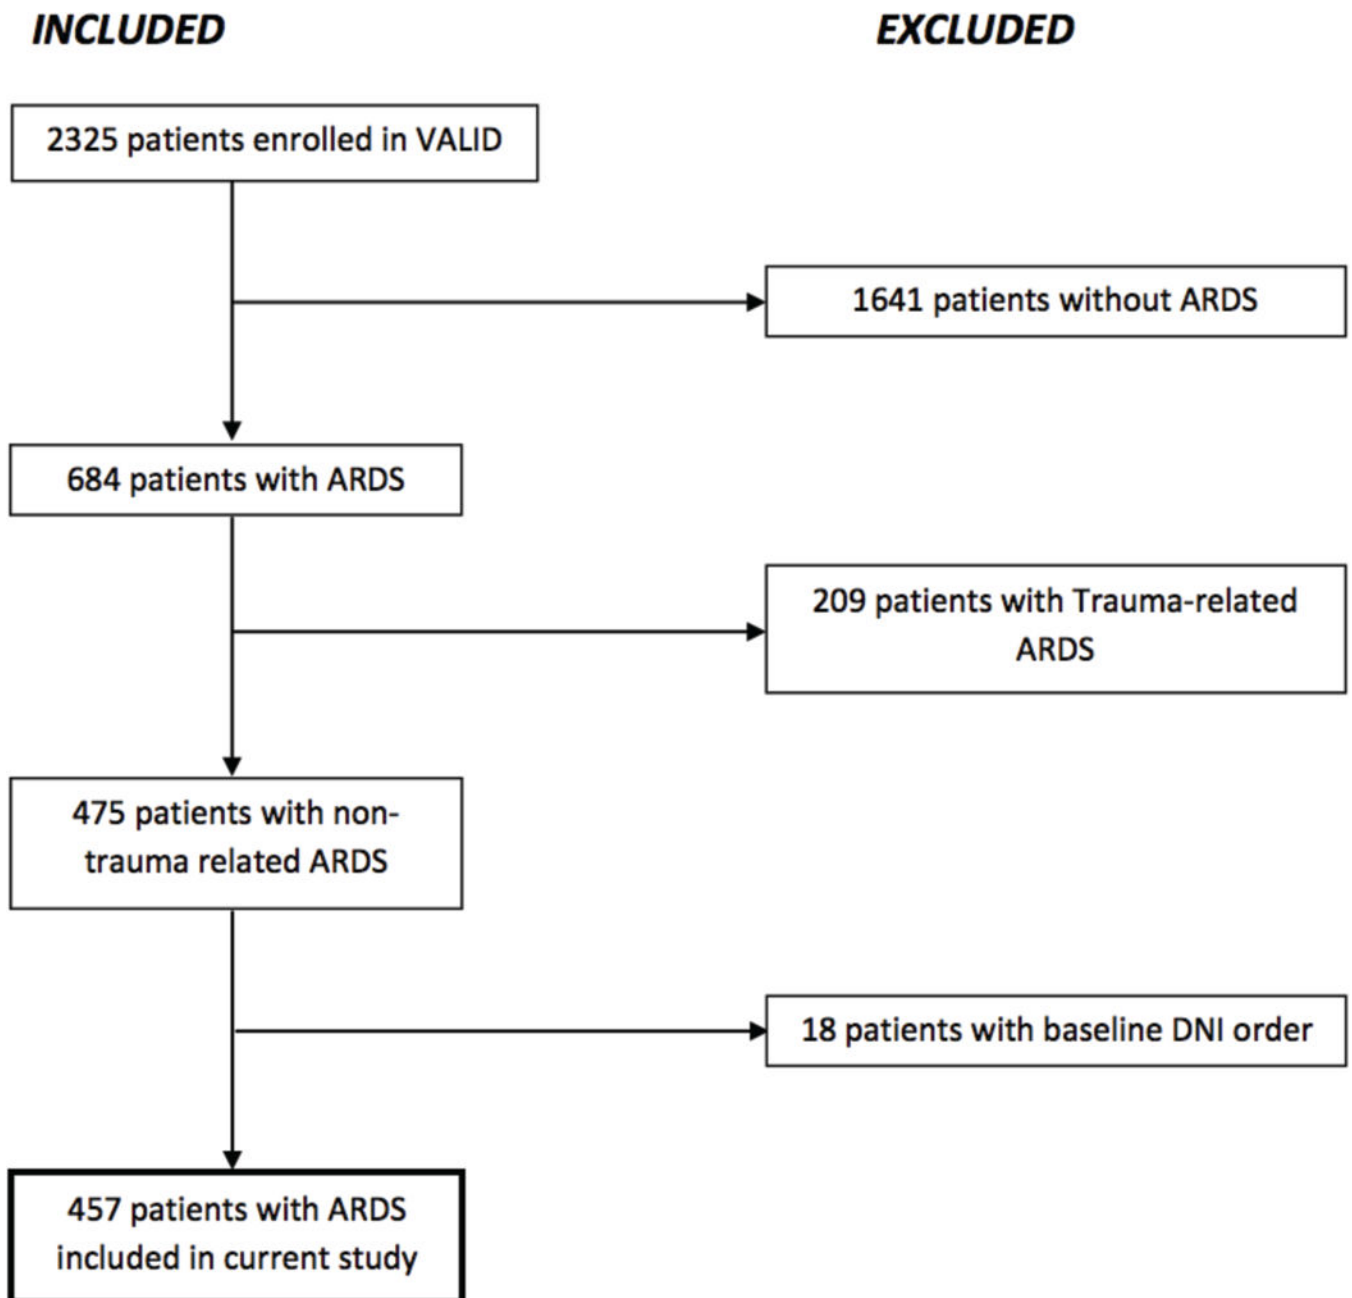 INCLUDED
EXCLUDED
2325 patients enrolled in VALID
1641 patients without ARDS
684 patients with ARDS
209 patients with Trauma-related
ARDS
475 patients with non-
trauma related ARDS
18 patients with baseline DNI order
457 patients with ARDS
included in current study